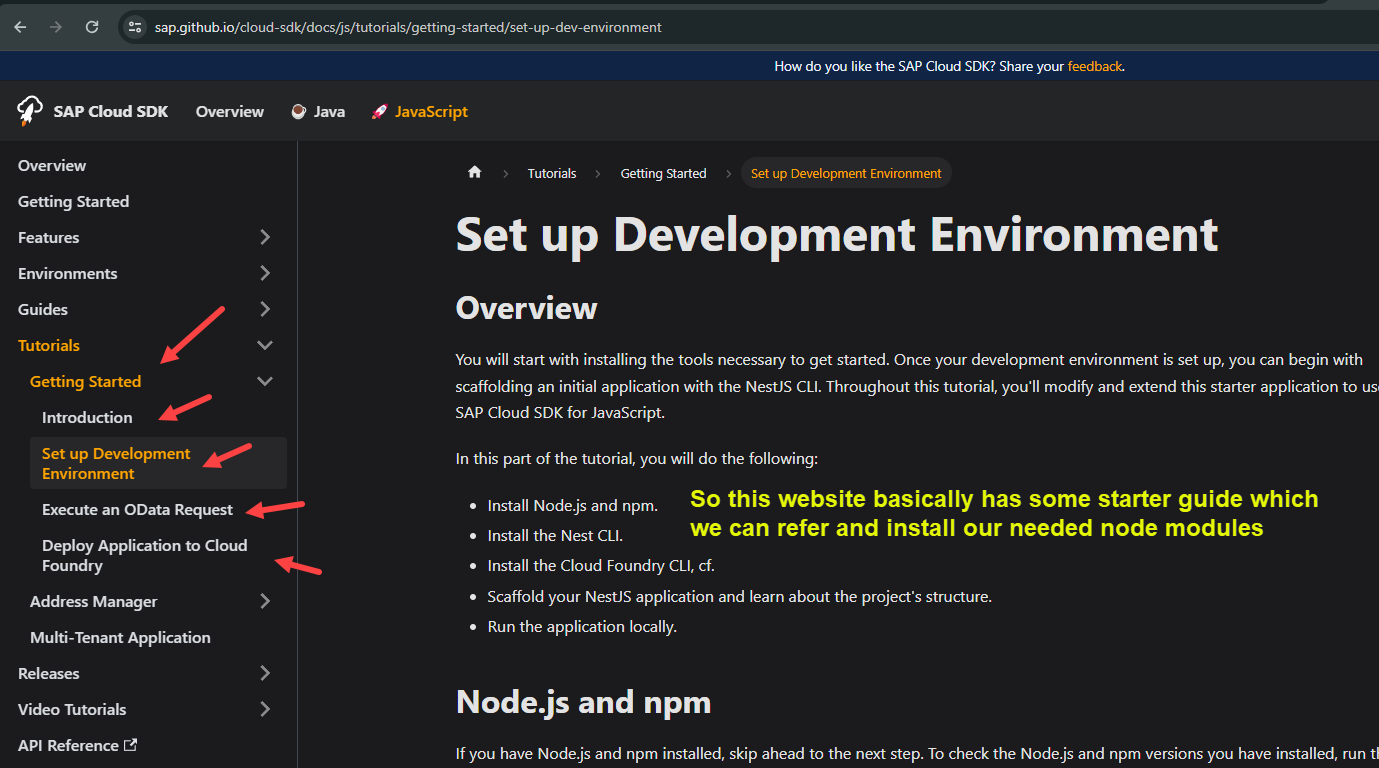 sap.github.io/cloud-sdk/docs/js/tutorials/getting-started/set-up-dev-environment
How do you like the SAP Cloud SDK? Share your feedback.
SAP Cloud SDK
Overview
Java
JavaScript
Overview
Getting Started
Features
Environments
Guides
Tutorials
Getting Started
Introduction
Set up Development
Environment
Execute an OData Request
Deploy Application to Cloud
Foundry
Address Manager
Multi-Tenant Application
Releases
Video Tutorials
API Reference
Tutorials
Getting Started
Set up Development Environment
Set up Development Environment
Overview
You will start with installing the tools necessary to get started. Once your development environment is set up, you can begin with
scaffolding an initial application with the NestJS CLI. Throughout this tutorial, you'll modify and extend this starter application to
SAP Cloud SDK for JavaScript.
In this part of the tutorial, you will do the following:
Install Node.js and npm.
Install the Nest CLI.
Install the Cloud Foundry CLI, cf.
Scaffold your NestJS application and learn about the project's structure.
Run the application locally.
So this website basically has some starter guide which
we can refer and install our needed node modules
Node.js and npm
If you have Node.js and npm installed, skip ahead to the next step. To check the Node.js and npm versions you have installed, run